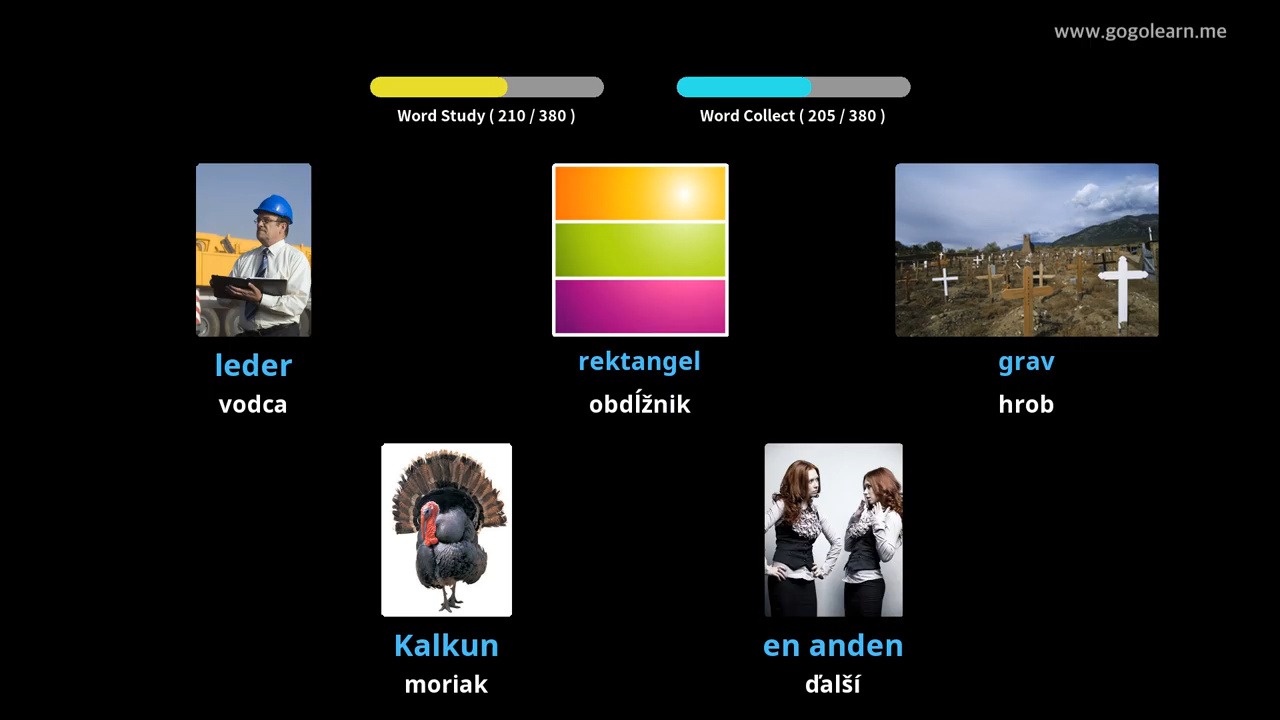 www.gogolearn.me
Word Study ( 210 / 380 )
Word Collect ( 205 / 380 )
leder
vodca
rektangel
obdĺžnik
grav
hrob
Kalkun
moriak
en anden
ďalší